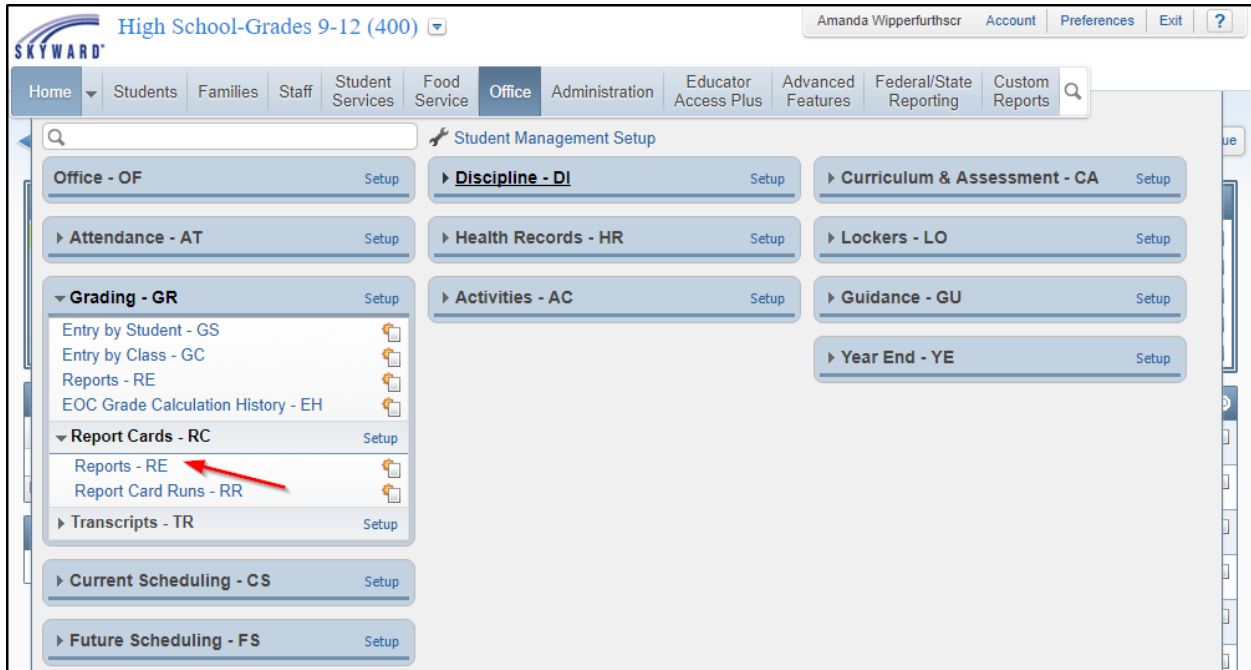 High School-Grades 9-12 (400)
Amanda Wipperfurthscr Account Preferences Exit ?
SKYWARD
Home Students Families Staff Student Services Food Service Office Administration Educator Access Plus Advanced Features Federal/State Reporting Custom Reports
Student Management Setup
ue
Office - OF Setup
Discipline - DI Setup
Curriculum & Assessment - CA Setup
Attendance - AT Setup
Health Records - HR Setup
Lockers - LO Setup
Grading - GR Setup
Activities - AC Setup
Guidance - GU Setup
Entry by Student - GS
Entry by Class - GC
Year End - YE Setup
Reports - RE
EOC Grade Calculation History - EH
Report Cards - RC Setup
Reports - RE
Report Card Runs - RR
Transcripts - TR Setup
Current Scheduling - CS Setup
Future Scheduling - FS Setup